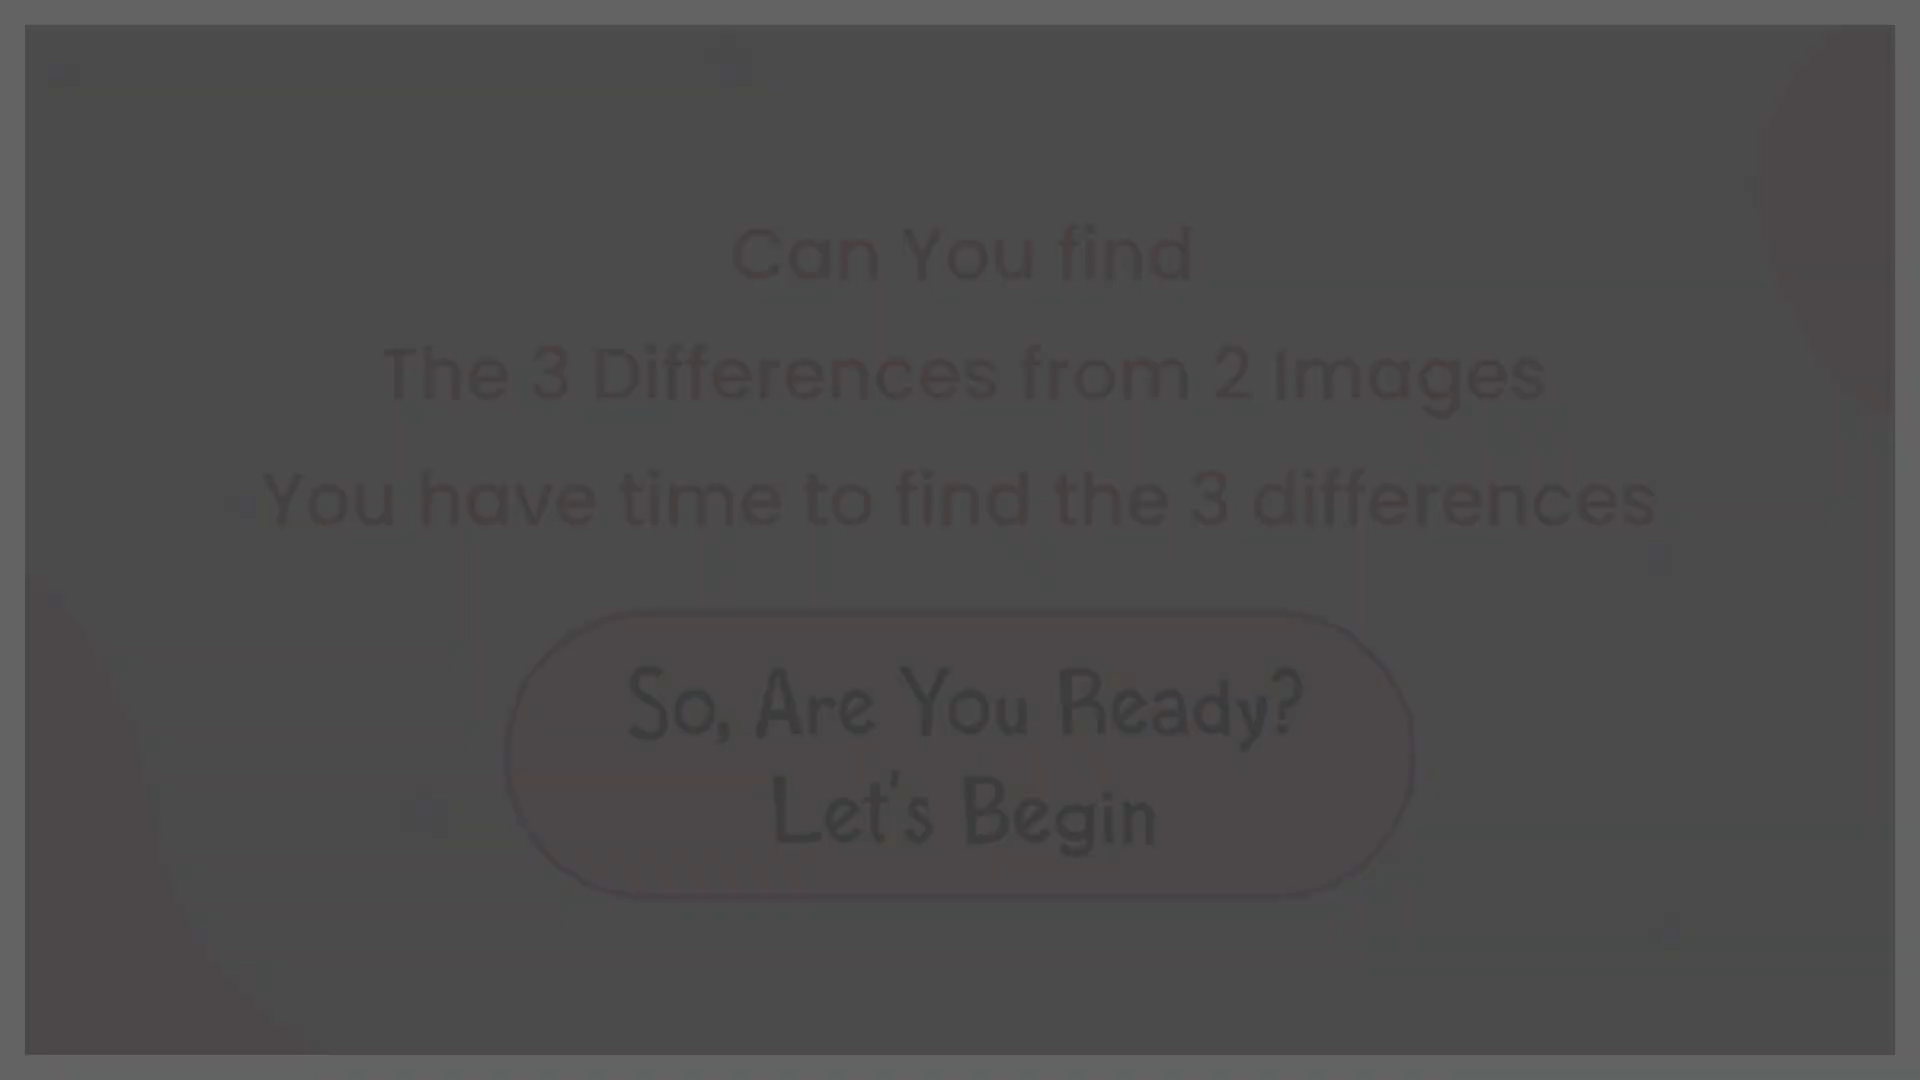 Can You find
The 3 Differences from 2 Images
You have time to find the 3 differences
So, Are You Ready?
Let's Begin